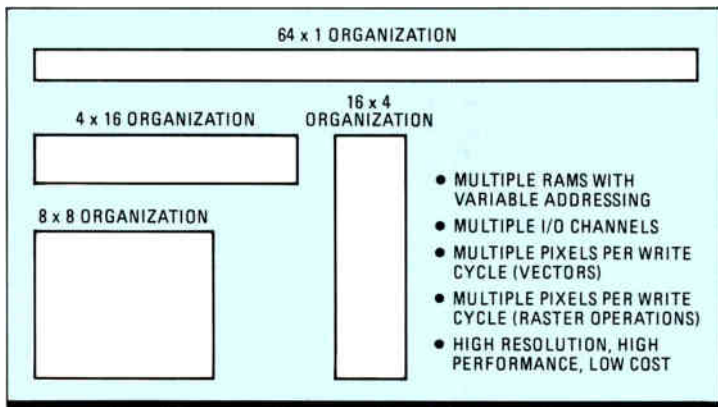 64 x 1 ORGANIZATION
4 x 16 ORGANIZATION
16 x 4
ORGANIZATION
8 x 8 ORGANIZATION
● MULTIPLE RAMS WITH
VARIABLE ADDRESSING
● MULTIPLE I/O CHANNELS
● MULTIPLE PIXELS PER WRITE
CYCLE (VECTORS)
● MULTIPLE PIXELS PER WRITE
CYCLE (RASTER OPERATIONS)
● HIGH RESOLUTION, HIGH
PERFORMANCE, LOW COST